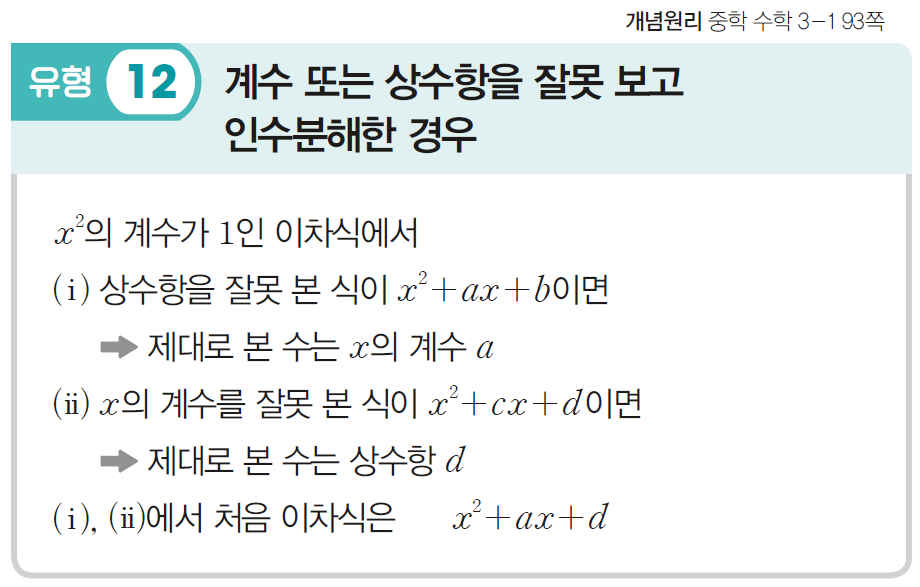 개념원리 중학 수학 3-1 93쪽
유형 12 계수 또는 상수항을 잘못 보고
인수분해한 경우
x²의 계수가 1인 이차식에서
(ⅰ) 상수항을 잘못 본 식이 x²+ax+b이면
➡ 제대로 본 수는 x의 계수 a
(ⅱ) x의 계수를 잘못 본 식이 x²+cx+d이면
➡ 제대로 본 수는 상수항 d
(ⅰ), (ⅱ)에서 처음 이차식은 x²+ax+d